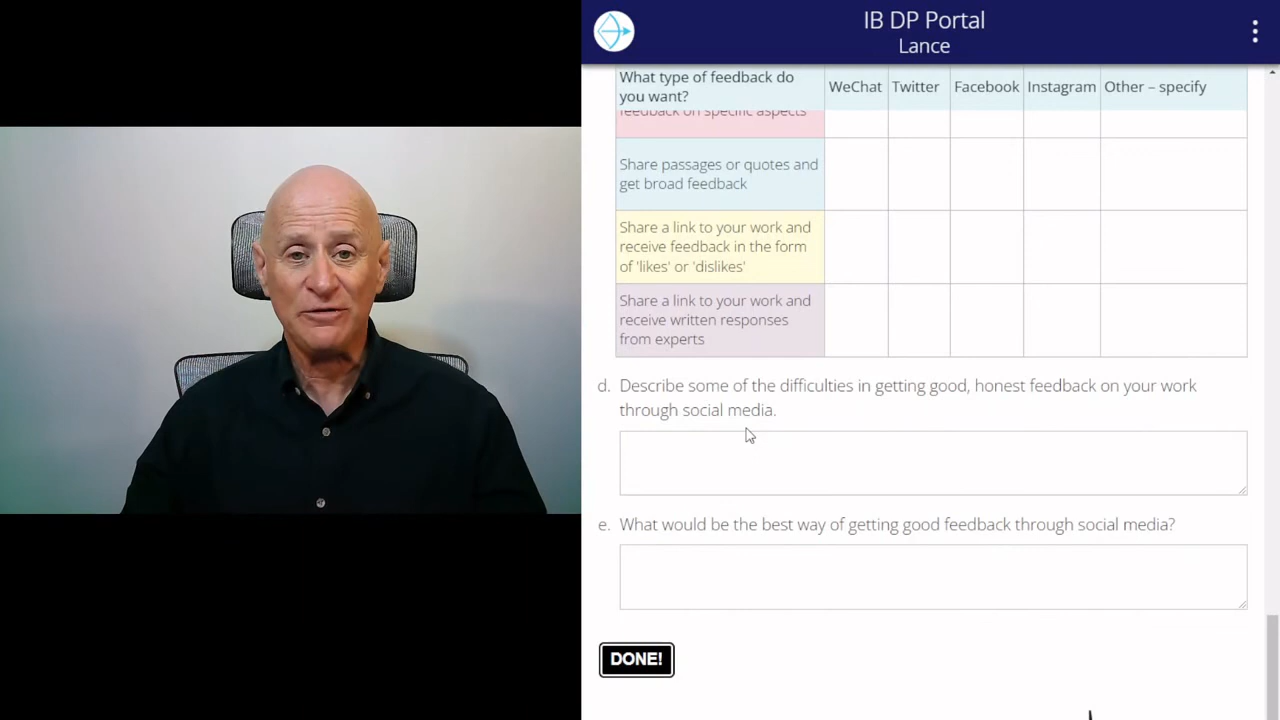 IB DP Portal
Lance
What type of feedback do
you want?
WeChat
Twitter
Facebook
Instagram
Other – specify
feedback on specific aspects
Share passages or quotes and
get broad feedback
Share a link to your work and
receive feedback in the form
of 'likes' or 'dislikes'
Share a link to your work and
receive written responses
from experts
d. Describe some of the difficulties in getting good, honest feedback on your work
through social media.
e. What would be the best way of getting good feedback through social media?
DONE!